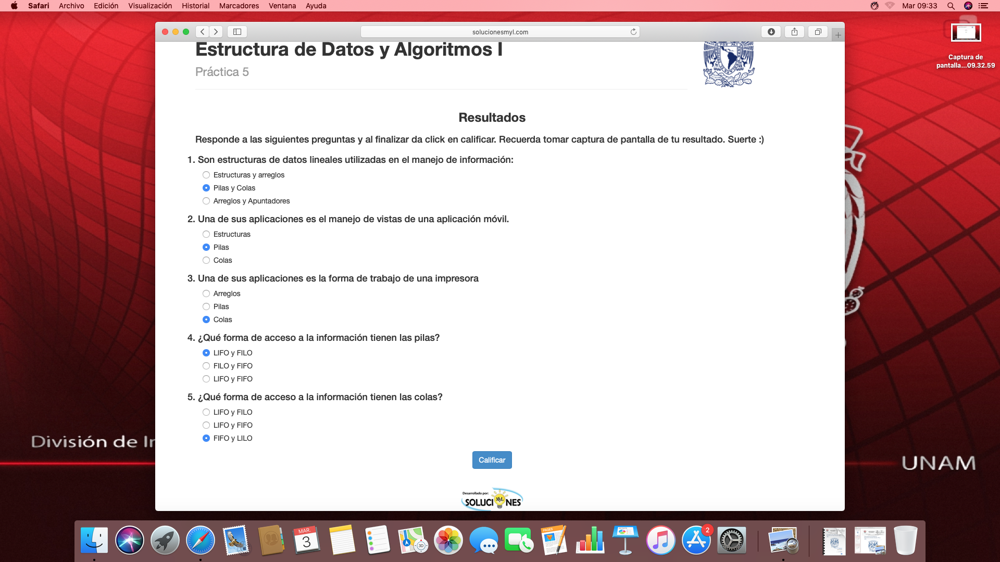 Safari Archivo Edición Visualización Historial Marcadores Ventana Ayuda
Mar 09:33
solucionesmyl.com
Captura de
pantalla...09.32.59
Estructura de Datos y Algoritmos I
Práctica 5
Resultados
Responde a las siguientes preguntas y al finalizar da click en calificar. Recuerda tomar captura de pantalla de tu resultado. Suerte :)
1. Son estructuras de datos lineales utilizadas en el manejo de información:
Estructuras y arreglos
Pilas y Colas
Arreglos y Apuntadores
2. Una de sus aplicaciones es el manejo de vistas de una aplicación móvil.
Estructuras
Pilas
Colas
3. Una de sus aplicaciones es la forma de trabajo de una impresora
Arreglos
Pilas
Colas
4. ¿Qué forma de acceso a la información tienen las pilas?
LIFO y FILO
FILO y FIFO
LIFO y FIFO
5. ¿Qué forma de acceso a la información tienen las colas?
LIFO y FILO
LIFO y FIFO
FIFO y LILO
Calificar
División de In
UNAM
Desarrollado por:
MyL
SOLUCIONES
MAR.
3
3D
PAGES
2